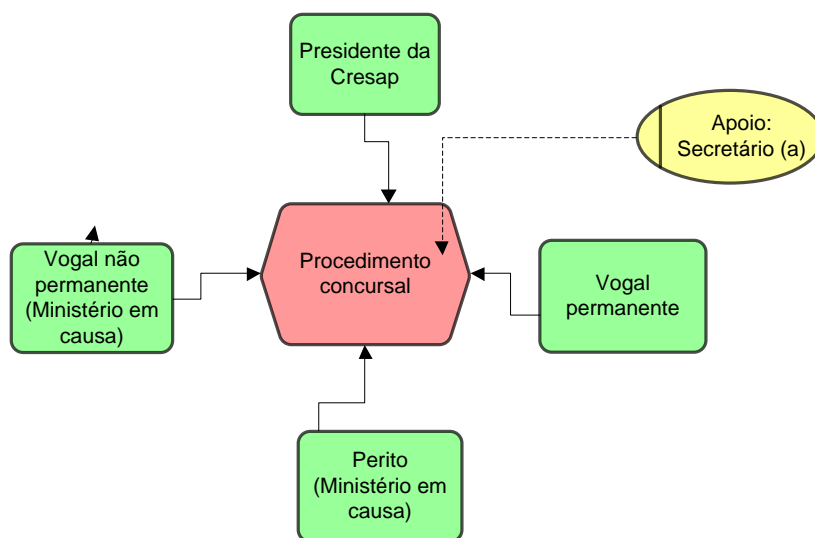 Presidente da
Cresap
Apoio:
Secretário (a)
Vogal não
permanente
(Ministério em
causa)
Procedimento
concursal
Vogal
permanente
Perito
(Ministério em
causa)